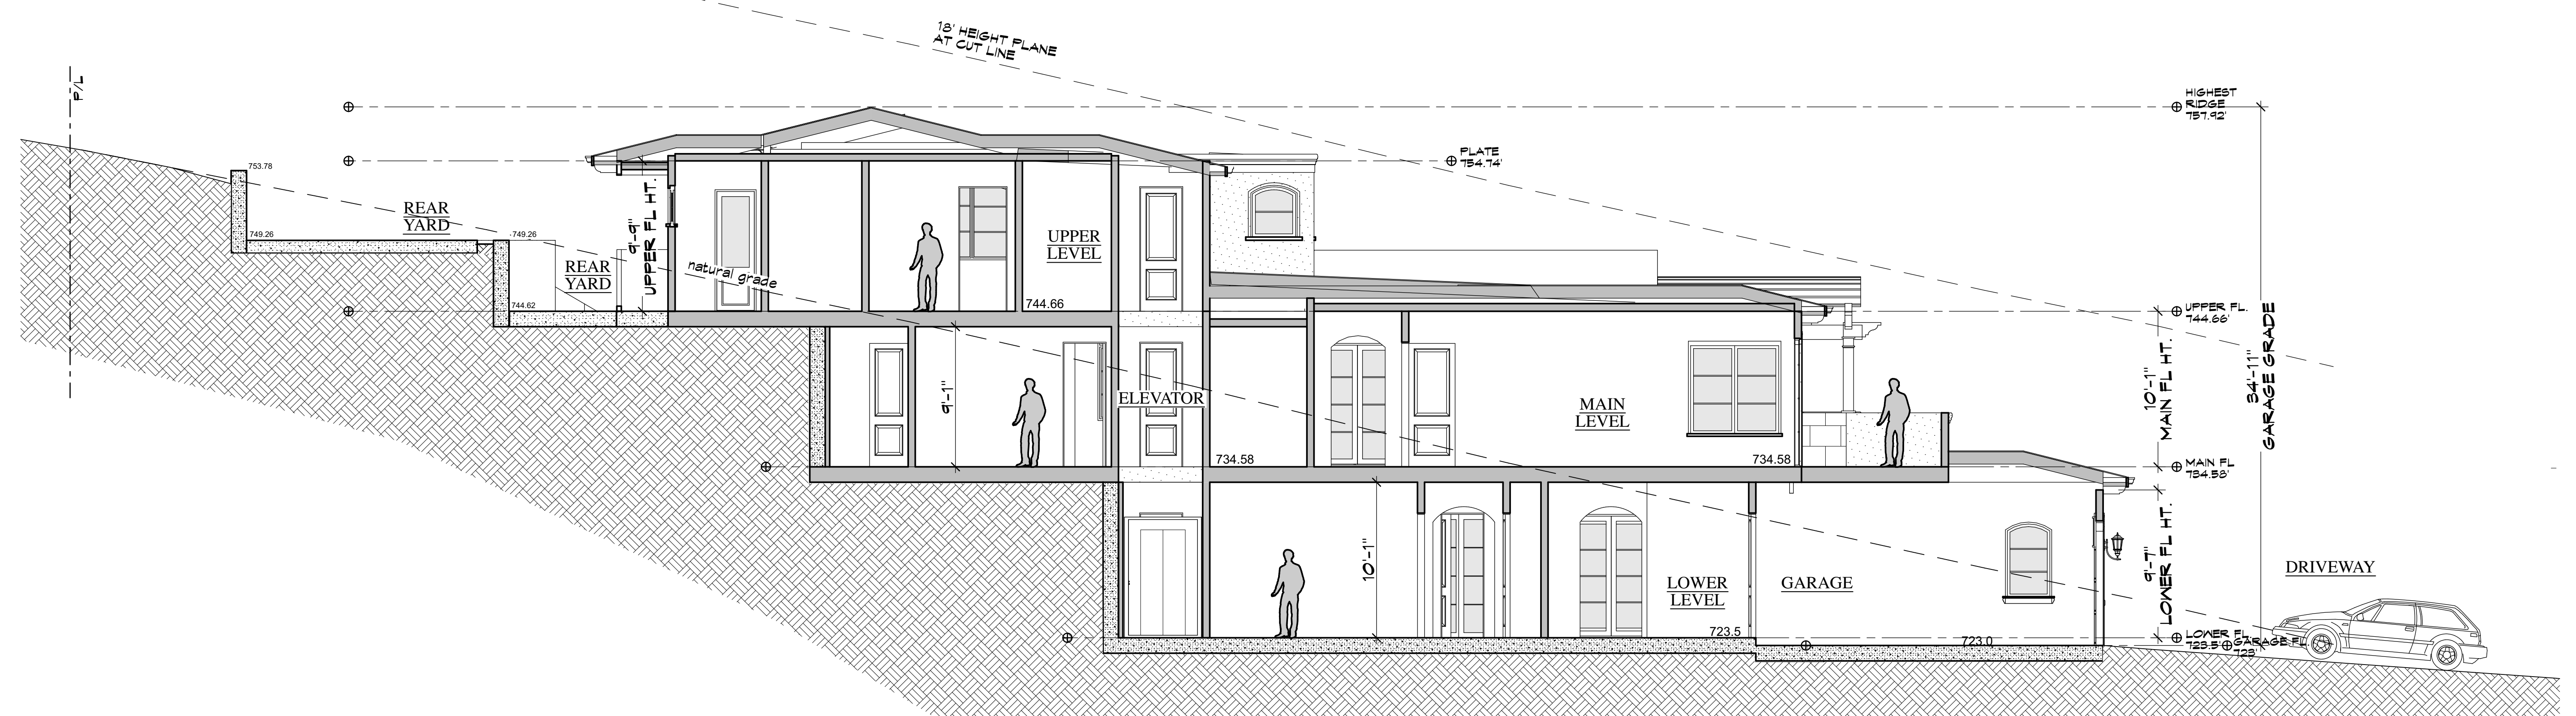 18' HEIGHT PLANE
AT CUT LINE
P/L
HIGHEST
RIDGE
757.92'
PLATE
754.74'
753.78
REAR
YARD
749.26
749.26
REAR
YARD
744.62
9'-9"
UPPER FL HT.
natural grade
UPPER
LEVEL
744.66
UPPER FL.
744.66'
34'-11"
GARAGE GRADE
10'-1"
MAIN FL HT.
9'-1"
ELEVATOR
MAIN
LEVEL
734.58
734.58
MAIN FL
734.58'
10'-1"
LOWER
LEVEL
GARAGE
9'-7"
LOWER FL HT.
DRIVEWAY
723.5
723.0
LOWER FL.
723.5'
GARAGE FL.
723'